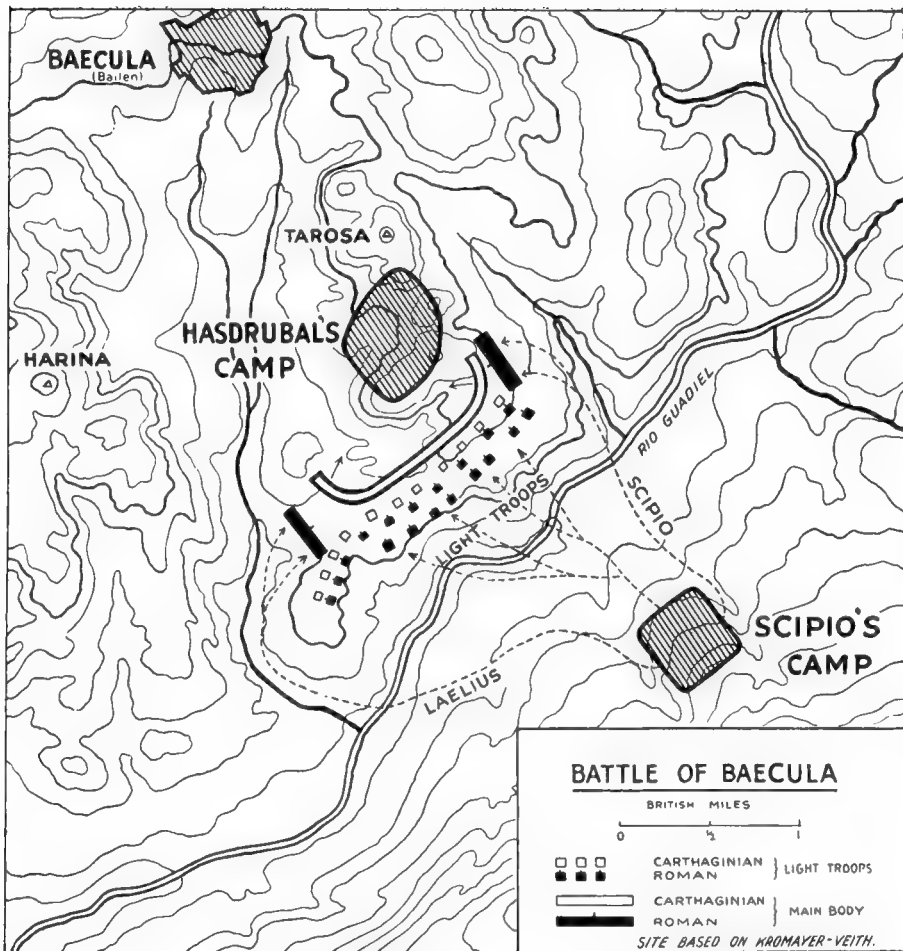 BAECULA
(Bailen)
TAROSA
HASDRUBAL'S
CAMP
HARINA
RIO GUADIEL
SCIPIO
LIGHT TROOPS
SCIPIO'S
CAMP
LAELIUS
BATTLE OF BAECULA
BRITISH MILES
0 ½ 1
CARTHAGINIAN
ROMAN
LIGHT TROOPS
CARTHAGINIAN
ROMAN
MAIN BODY
SITE BASED ON KROMAYER-VEITH.